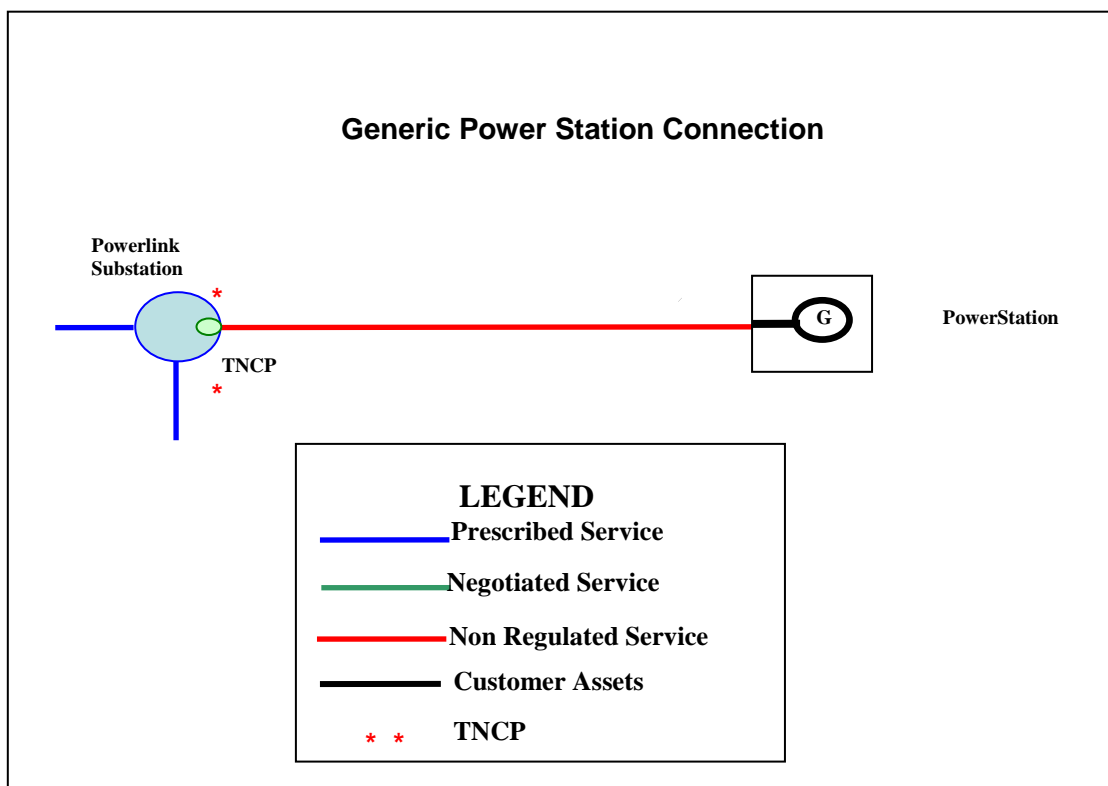 Generic Power Station Connection
Powerlink
Substation
*
G
PowerStation
TNCP
*
LEGEND
Prescribed Service
Negotiated Service
Non Regulated Service
Customer Assets
* * TNCP